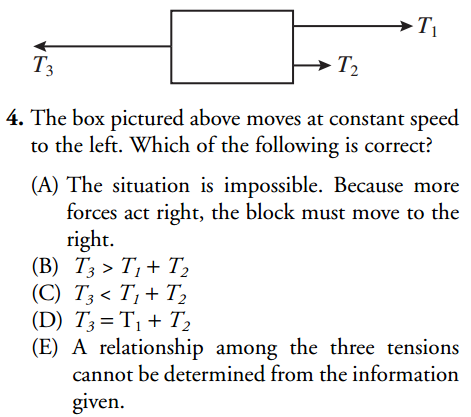 T₁
T₃
T₂
4. The box pictured above moves at constant speed
to the left. Which of the following is correct?
(A) The situation is impossible. Because more
forces act right, the block must move to the
right.
(B) T₃ > T₁ + T₂
(C) T₃ < T₁ + T₂
(D) T₃ = T₁ + T₂
(E) A relationship among the three tensions
cannot be determined from the information
given.